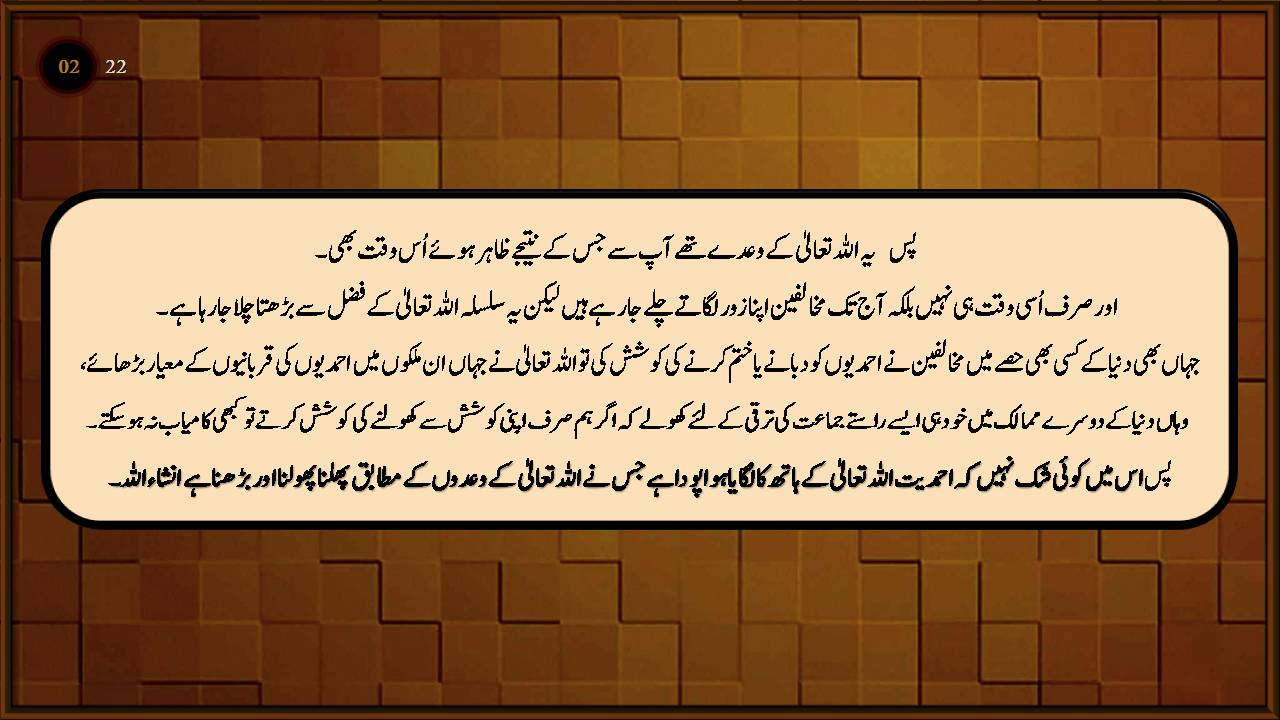 02 22
پس یہ اللہ تعالیٰ کے وعدے تھے آپ سے جس کے نتیجے ظاہر ہوئے اُس وقت بھی۔
اور صرف اُسی وقت ہی نہیں بلکہ آج تک مخالفین اپنا زور لگاتے چلے جا رہے ہیں لیکن یہ سلسلہ اللہ تعالیٰ کے فضل سے بڑھتا چلا جا رہا ہے۔
جہاں بھی دنیا کے کسی بھی حصے میں مخالفین نے احمدیوں کو دبانے یا ختم کرنے کی کوشش کی تو اللہ تعالیٰ نے جہاں ان ملکوں میں احمدیوں کی قربانیوں کے معیار بڑھائے،
وہاں دنیا کے دوسرے ممالک میں خود ہی ایسے راستے جماعت کی ترقی کے لئے کھولے کہ اگر ہم صرف اپنی کوشش سے کھولنے کی کوشش کرتے تو کبھی کامیاب نہ ہو سکتے۔
پس اس میں کوئی شک نہیں کہ احمدیت اللہ تعالیٰ کے ہاتھ کا لگایا ہوا پودا ہے جس نے اللہ تعالیٰ کے وعدوں کے مطابق پھلنا پھولنا اور بڑھنا ہے انشاء اللہ۔